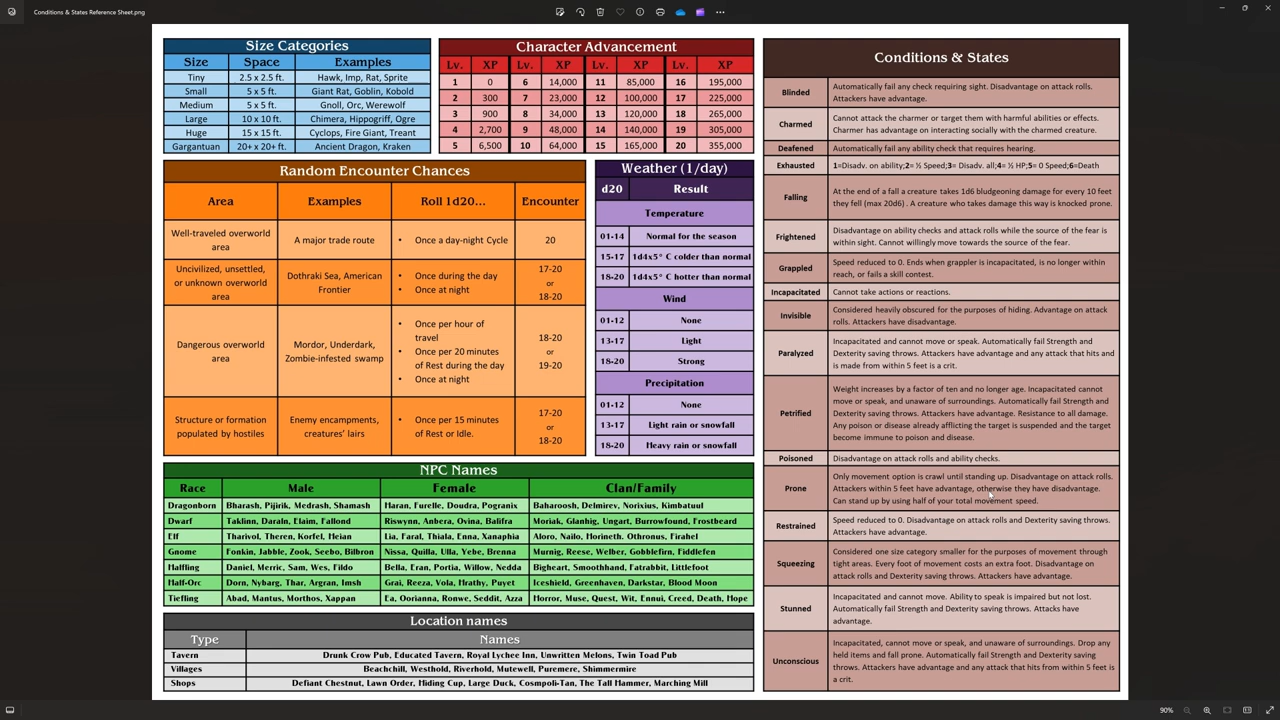 Conditions & States Reference Sheet.png
Size Categories
Size Space Examples
Tiny 2.5 x 2.5 ft. Hawk, Imp, Rat, Sprite
Small 5 x 5 ft. Giant Rat, Goblin, Kobold
Medium 5 x 5 ft. Gnoll, Orc, Werewolf
Large 10 x 10 ft. Chimera, Hippogriff, Ogre
Huge 15 x 15 ft. Cyclops, Fire Giant, Treant
Gargantuan 20+ x 20+ ft. Ancient Dragon, Kraken
Character Advancement
Lv. XP Lv. XP Lv. XP Lv. XP
1 0 6 14,000 11 85,000 16 195,000
2 300 7 23,000 12 100,000 17 225,000
3 900 8 34,000 13 120,000 18 265,000
4 2,700 9 48,000 14 140,000 19 305,000
5 6,500 10 64,000 15 165,000 20 355,000
Random Encounter Chances
Area Examples Roll 1d20... Encounter
Well-traveled overworld
area
A major trade route
• Once a day-night Cycle
20
Uncivilized, unsettled,
or unknown overworld
area
Dothraki Sea, American
Frontier
• Once during the day
• Once at night
17-20
or
18-20
Dangerous overworld
area
Mordor, Underdark,
Zombie-infested swamp
• Once per hour of
travel
• Once per 20 minutes
of Rest during the day
• Once at night
18-20
or
19-20
Structure or formation
populated by hostiles
Enemy encampments,
creatures' lairs
• Once per 15 minutes
of Rest or Idle.
17-20
or
18-20
Weather (1/day)
d20 Result
Temperature
01-14 Normal for the season
15-17 1d4x5° C colder than normal
18-20 1d4x5° C hotter than normal
Wind
01-12 None
13-17 Light
18-20 Strong
Precipitation
01-12 None
13-17 Light rain or snowfall
18-20 Heavy rain or snowfall
NPC Names
Race Male Female Clan/Family
Dragonborn Bharash, Pijirik, Medrash, Shamash Haran, Furelle, Doudra, Pogranix Baharoosh, Delmirev, Norixius, Kimbatuul
Dwarf Taklinn, Daraln, Elaim, Fallond Riswynn, Anbera, Ovina, Balifra Moriak, Glanhig, Ungart, Burrowfound, Frostbeard
Elf Tharivol, Theren, Korfel, Heian Lia, Faral, Thiala, Enna, Xanaphia Aloro, Nailo, Horineth. Othronus, Firahel
Gnome Fonkin, Jabble, Zook, Seebo, Bilbron Nissa, Quilla, Ulla, Yebe, Brenna Murnig, Reese, Welber, Gobblefirn, Fiddlefen
Halfling Daniel, Merric, Sam, Wes, Fildo Bella, Eran, Portia, Willow, Nedda Bigheart, Smoothhand, Fatrabbit, Littlefoot
Half-Orc Dorn, Nybarg, Thar, Argran, Imsh Grai, Reeza, Vola, Hrathy, Puyet Iceshield, Greenhaven, Darkstar, Blood Moon
Tiefling Abad, Mantus, Morthos, Xappan Ea, Oorianna, Ronwe, Seddit, Azza Horror, Muse, Quest, Wit, Ennui, Creed, Death, Hope
Location names
Type Names
Tavern Drunk Crow Pub, Educated Tavern, Royal Lychee Inn, Unwritten Melons, Twin Toad Pub
Villages Beachchill, Westhold, Riverhold, Mutewell, Puremere, Shimmermire
Shops Defiant Chestnut, Lawn Order, Hiding Cup, Large Duck, Cosmpoli-Tan, The Tall Hammer, Marching Mill
Conditions & States
Blinded
Automatically fail any check requiring sight. Disadvantage on attack rolls.
Attackers have advantage.
Charmed
Cannot attack the charmer or target them with harmful abilities or effects.
Charmer has advantage on interacting socially with the charmed creature.
Deafened Automatically fail any ability check that requires hearing.
Exhausted 1=Disadv. on ability;2= ½ Speed;3= Disadv. all;4= ½ HP;5= 0 Speed;6=Death
Falling
At the end of a fall a creature takes 1d6 bludgeoning damage for every 10 feet
they fell (max 20d6) . A creature who takes damage this way is knocked prone.
Frightened
Disadvantage on ability checks and attack rolls while the source of the fear is
within sight. Cannot willingly move towards the source of the fear.
Grappled
Speed reduced to 0. Ends when grappler is incapacitated, is no longer within
reach, or fails a skill contest.
Incapacitated Cannot take actions or reactions.
Invisible
Considered heavily obscured for the purposes of hiding. Advantage on attack
rolls. Attackers have disadvantage.
Paralyzed
Incapacitated and cannot move or speak. Automatically fail Strength and
Dexterity saving throws. Attackers have advantage and any attack that hits and
is made from within 5 feet is a crit.
Petrified
Weight increases by a factor of ten and no longer age. Incapacitated cannot
move or speak, and unaware of surroundings. Automatically fail Strength and
Dexterity saving throws. Attackers have advantage. Resistance to all damage.
Any poison or disease already afflicting the target is suspended and the target
become immune to poison and disease.
Poisoned Disadvantage on attack rolls and ability checks.
Prone
Only movement option is crawl until standing up. Disadvantage on attack rolls.
Attackers within 5 feet have advantage, otherwise they have disadvantage.
Can stand up by using half of your total movement speed.
Restrained
Speed reduced to 0. Disadvantage on attack rolls and Dexterity saving throws.
Attackers have advantage.
Squeezing
Considered one size category smaller for the purposes of movement through
tight areas. Every foot of movement costs an extra foot. Disadvantage on
attack rolls and Dexterity saving throws. Attackers have advantage.
Stunned
Incapacitated and cannot move. Ability to speak is impaired but not lost.
Automatically fail Strength and Dexterity saving throws. Attacks have
advantage.
Unconscious
Incapacitated, cannot move or speak, and unaware of surroundings. Drop any
held items and fall prone. Automatically fail Strength and Dexterity saving
throws. Attackers have advantage and any attack that hits from within 5 feet is
a crit.
90%